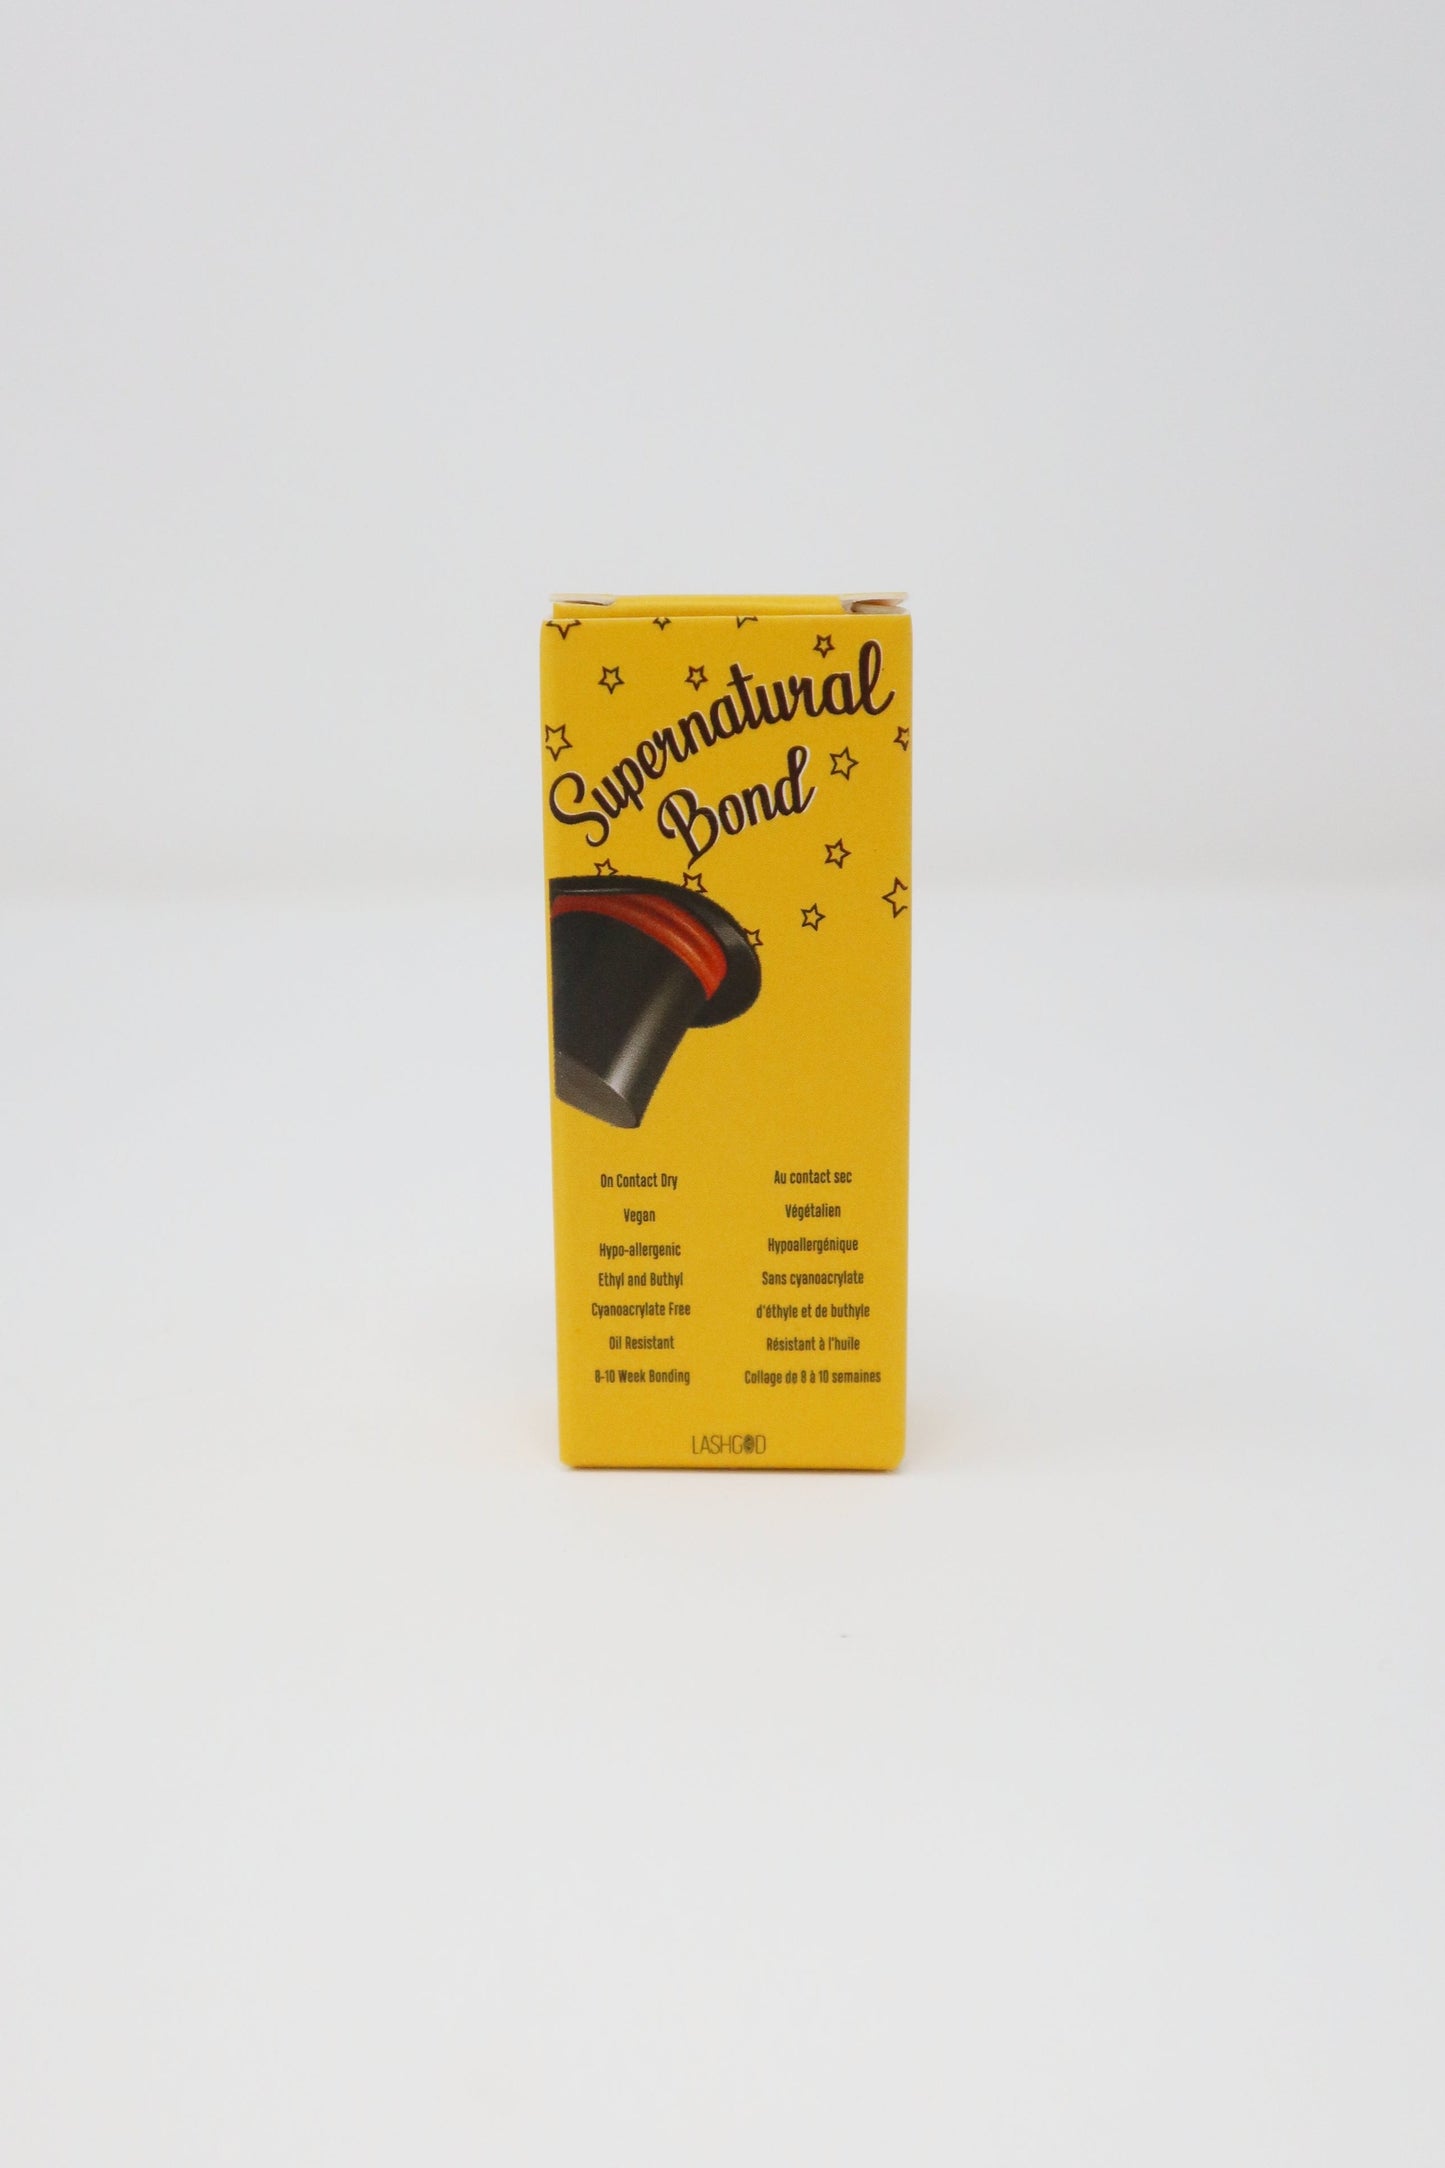 Supernatural
Bond
On Contact Dry
Vegan
Hypo-allergenic
Ethyl and Buthyl
Cyanoacrylate Free
Oil Resistant
8-10 Week Bonding
Au contact sec
Végétalien
Hypoallergénique
Sans cyanoacrylate
d'éthyle et de buthyle
Résistant à l'huile
Collage de 8 à 10 semaines
LASHGOD